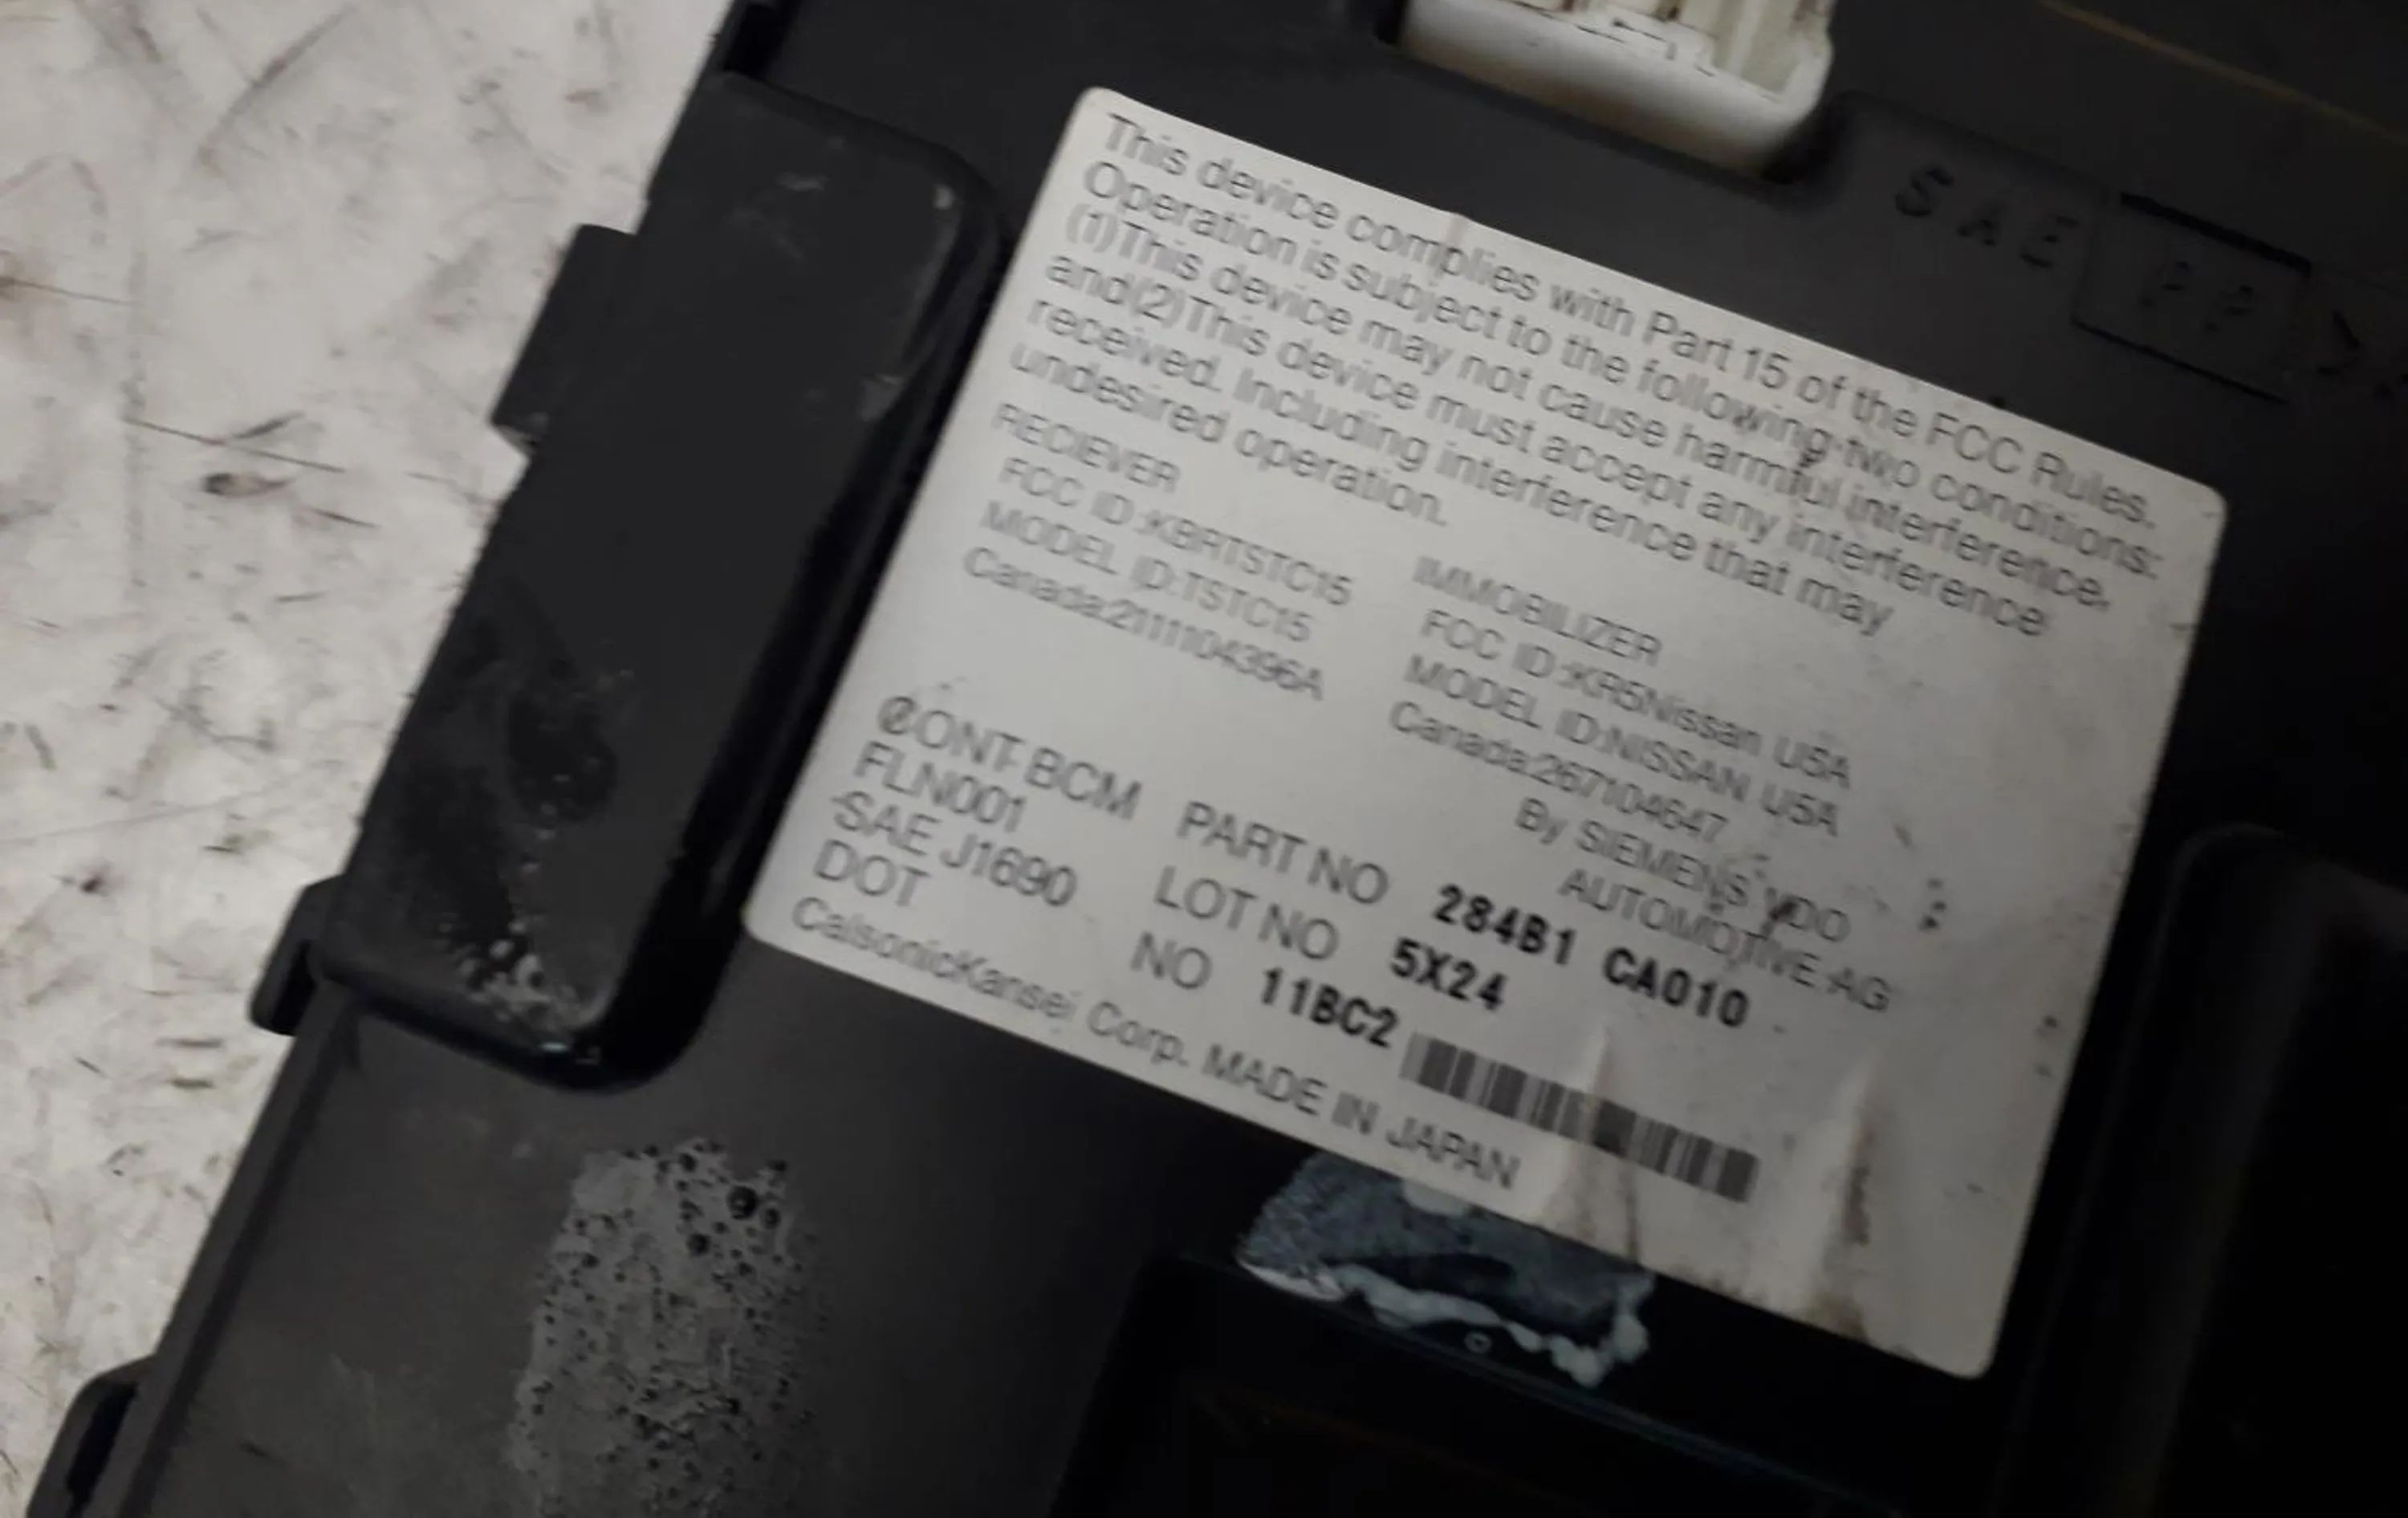 SAE
This device complies with Part 15 of the FCC Rules.
Operation is subject to the following two conditions:
(1)This device may not cause harmful interference,
and(2)This device must accept any interference
received. Including interference that may
undesired operation.
RECIEVER
FCC ID:KBRTSTC15
MODEL ID:TSTC15
Canada:2111104396A
IMMOBILIZER
FCC ID:KR5Nissan U5A
MODEL ID:NISSAN U5A
Canada:267104647
By SIEMENS VDO
AUTOMOTIVE AG
CONT BCM
FLN001
SAE J1690
DOT
PART NO 284B1 CA010
LOT NO 5X24
NO 11BC2
CalsonicKansei Corp. MADE IN JAPAN